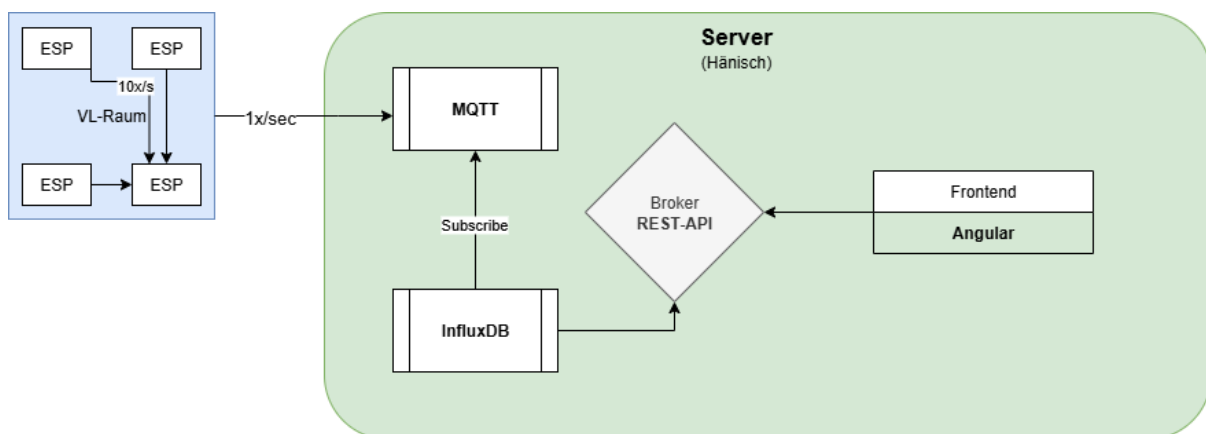 ESP
ESP
10x/s
VL-Raum
ESP
ESP
1x/sec
Server
(Hänisch)
MQTT
Subscribe
InfluxDB
Broker
REST-API
Frontend
Angular